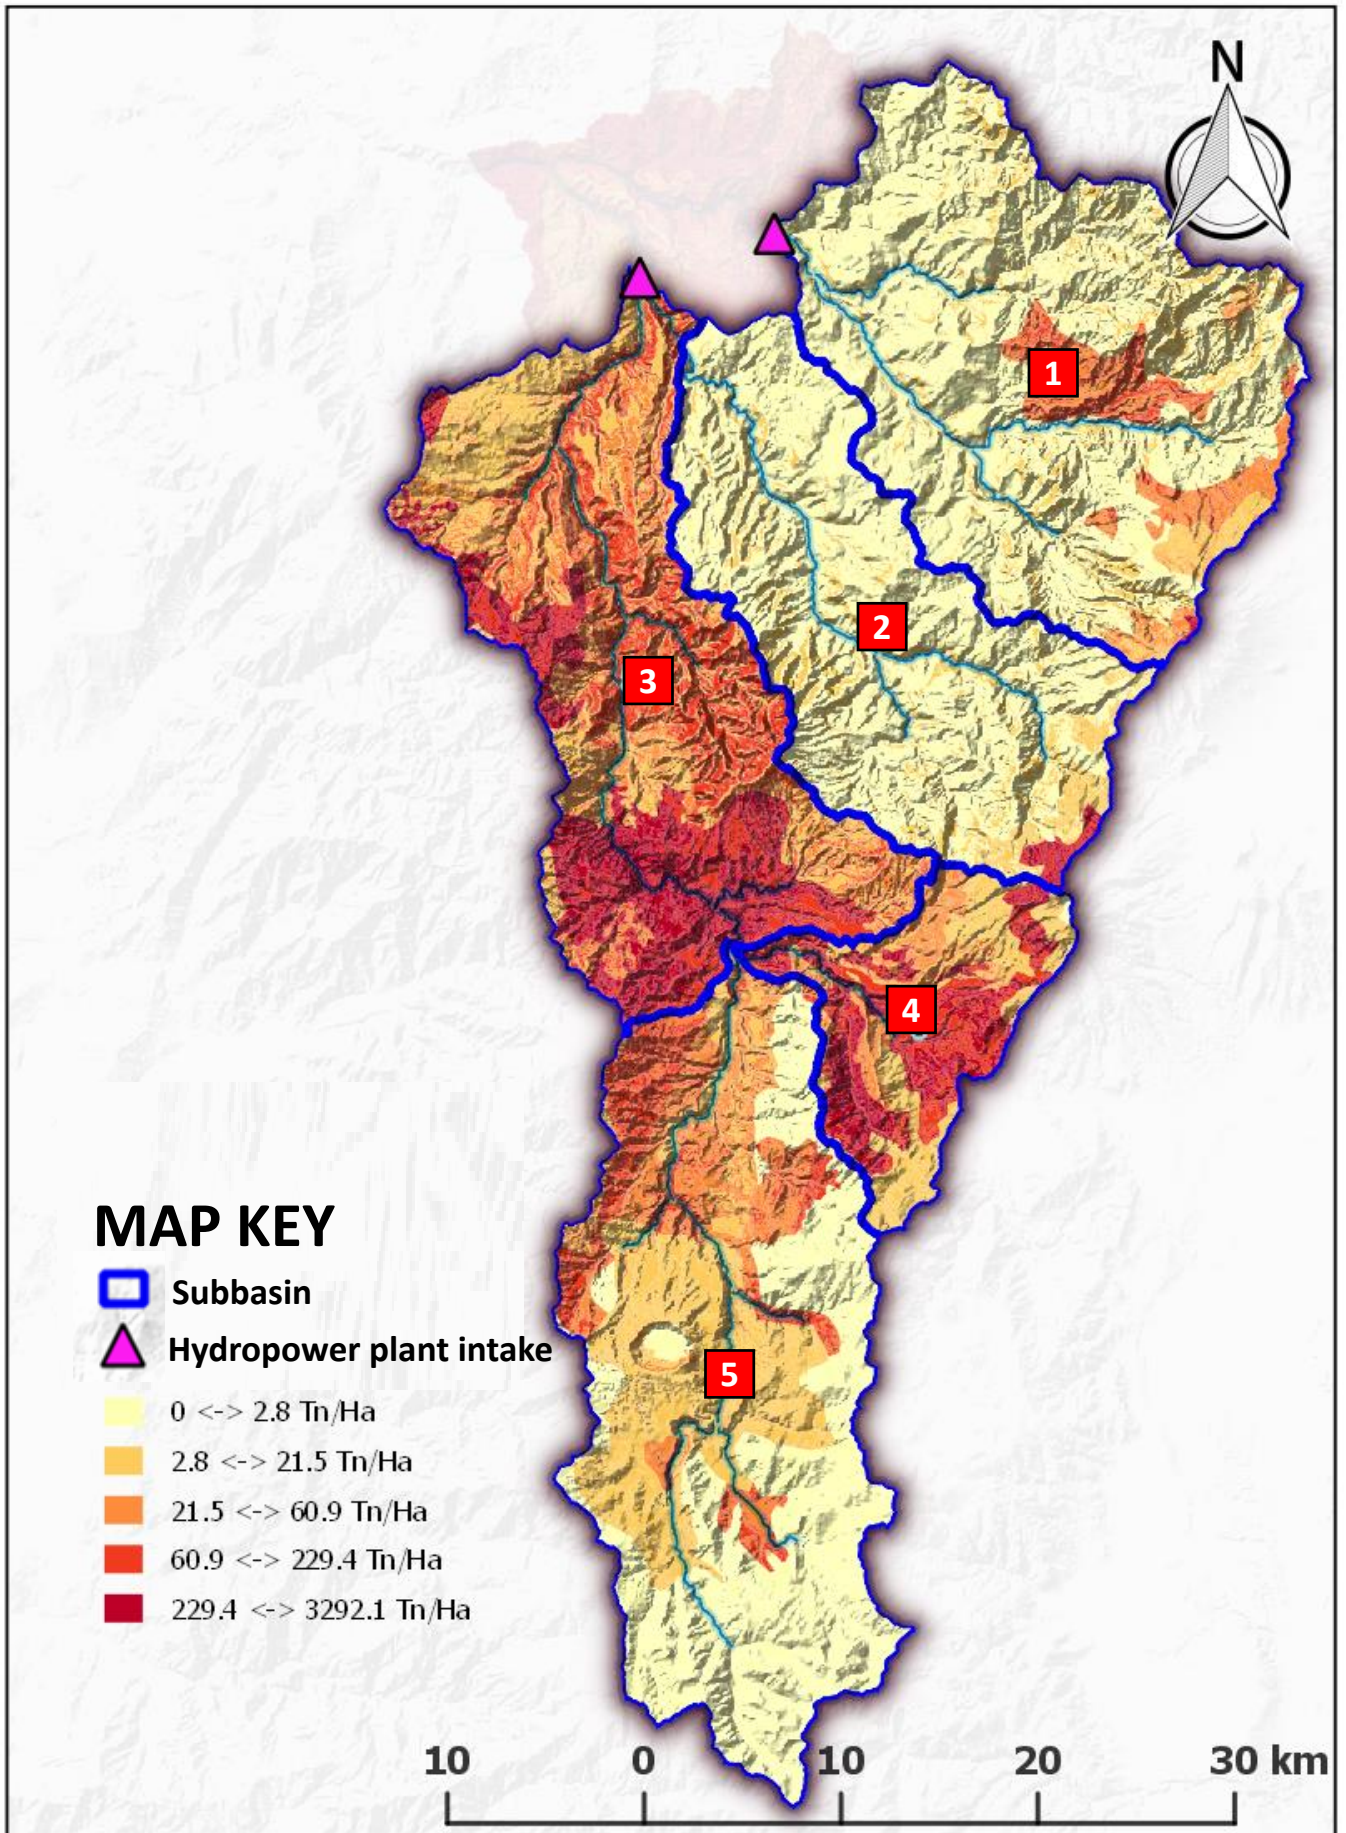 N
1
2
3
4
5
MAP KEY
Subbasin
Hydropower plant intake
0 <-> 2.8 Tn/Ha
2.8 <-> 21.5 Tn/Ha
21.5 <-> 60.9 Tn/Ha
60.9 <-> 229.4 Tn/Ha
229.4 <-> 3292.1 Tn/Ha
10 0 10 20 30 km